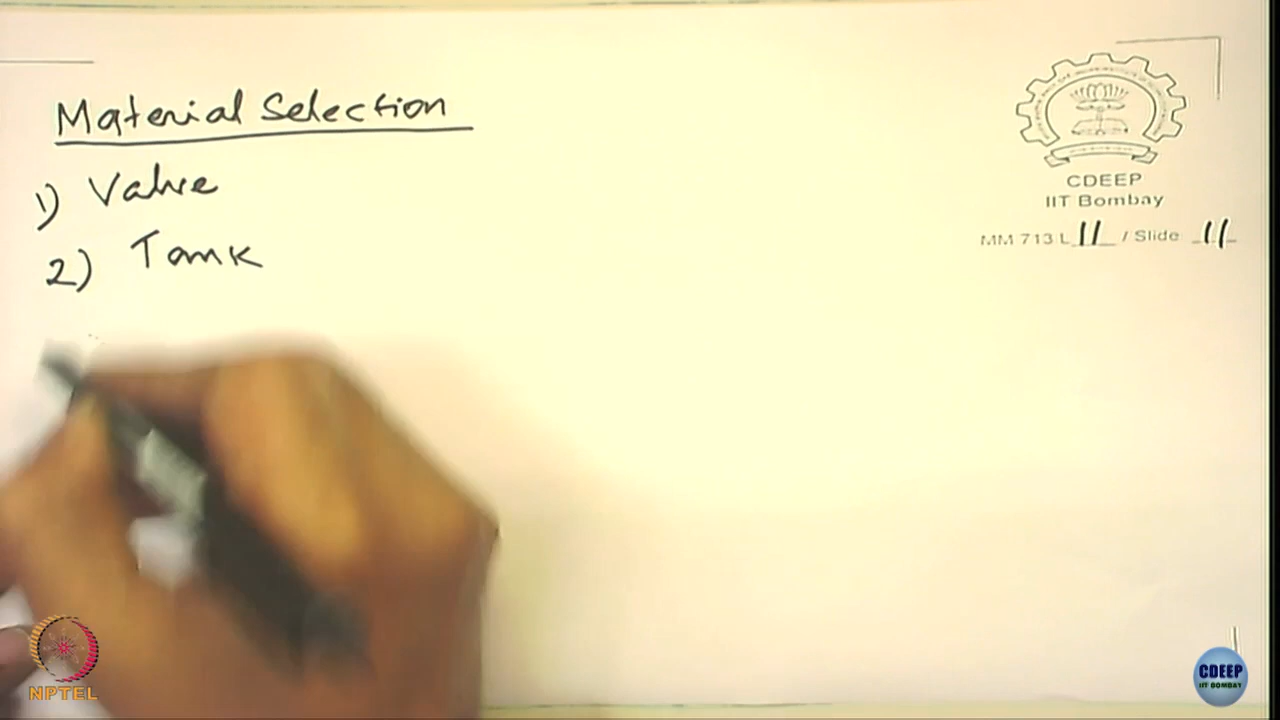 Material Selection
1) Valve
2) Tank
CDEEP
IIT Bombay
MM 713 L 11 / Slide 11
NPTEL
CDEEP
IIT BOMBAY